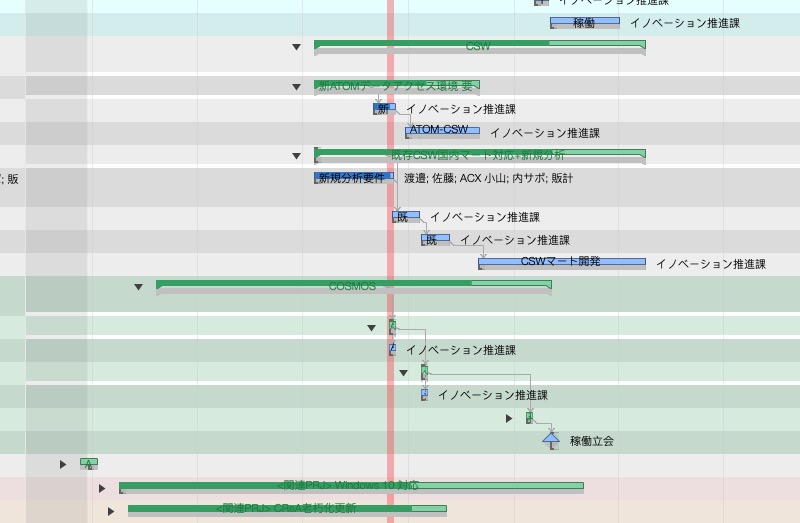 イノベーション推進課
稼働 イノベーション推進課
CSW
新ATOMデータアクセス環境 要
新 イノベーション推進課
ATOM-CSW イノベーション推進課
既存CSW国内マート対応+新規分析
; 販 新規分析要件 渡邉; 佐藤; ACX 小山; 内サポ; 販計
既 イノベーション推進課
既 イノベーション推進課
CSWマート開発 イノベーション推進課
COSMOS
イノベーション推進課
イノベーション推進課
稼働立会
<関連PRJ> Windows 10 対応
<関連PRJ> CRoA老朽化更新